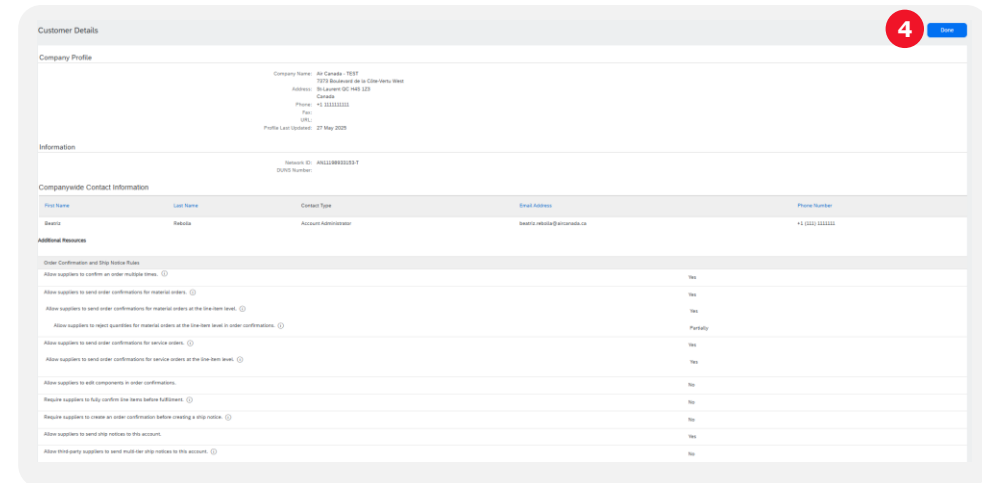 Customer Details
4
Done
Company Profile
Company Name: Air Canada - TEST
7373 Boulevard de la Côte-Vertu West
Address: St-Laurent QC H4S 1Z3
Canada
Phone: +1 1111111111
Fax:
URL:
Profile Last Updated: 27 May 2025
Information
Network ID: AN11198933153-T
DUNS Number:
Companywide Contact Information
First Name Last Name Contact Type Email Address Phone Number
Beatriz Rebolla Account Administrator beatriz.rebolla@aircanada.ca +1 (111) 1111111
Additional Resources
Order Confirmation and Ship Notice Rules
Allow suppliers to confirm an order multiple times. Yes
Allow suppliers to send order confirmations for material orders. Yes
Allow suppliers to send order confirmations for material orders at the line-item level. Yes
Allow suppliers to reject quantities for material orders at the line-item level in order confirmations. Partially
Allow suppliers to send order confirmations for service orders. Yes
Allow suppliers to send order confirmations for service orders at the line-item level. Yes
Allow suppliers to edit components in order confirmations. No
Require suppliers to fully confirm line items before fulfillment. No
Require suppliers to create an order confirmation before creating a ship notice. No
Allow suppliers to send ship notices to this account. Yes
Allow third-party suppliers to send multi-tier ship notices to this account. No